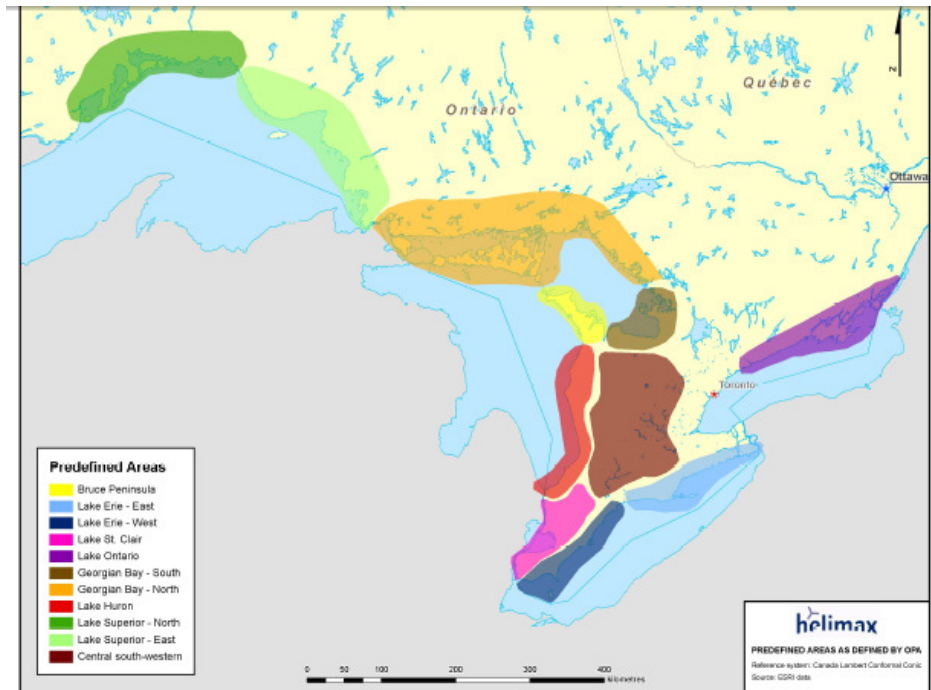 Québec
Ontario
N
Ottawa
Toronto
Predefined Areas
Bruce Peninsula
Lake Erie - East
Lake Erie - West
Lake St. Clair
Lake Ontario
Georgian Bay - South
Georgian Bay - North
Lake Huron
Lake Superior - North
Lake Superior - East
Central south-western
0 50 100 200 300 400
Kilometres
helimax
PREDEFINED AREAS AS DEFINED BY OPA
Reference system: Canada Lambert Conformal Conic
Source: ESRI data